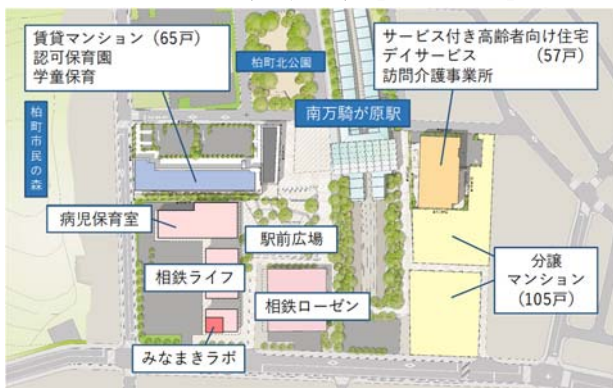 賃貸マンション（65戸）
認可保育園
学童保育
柏町北公園
サービス付き高齢者向け住宅
デイサービス　　　（57戸）
訪問介護事業所
南万騎が原駅
柏町市民の森
病児保育室
駅前広場
相鉄ライフ
相鉄ローゼン
分譲
マンション
（105戸）
みなまきラボ